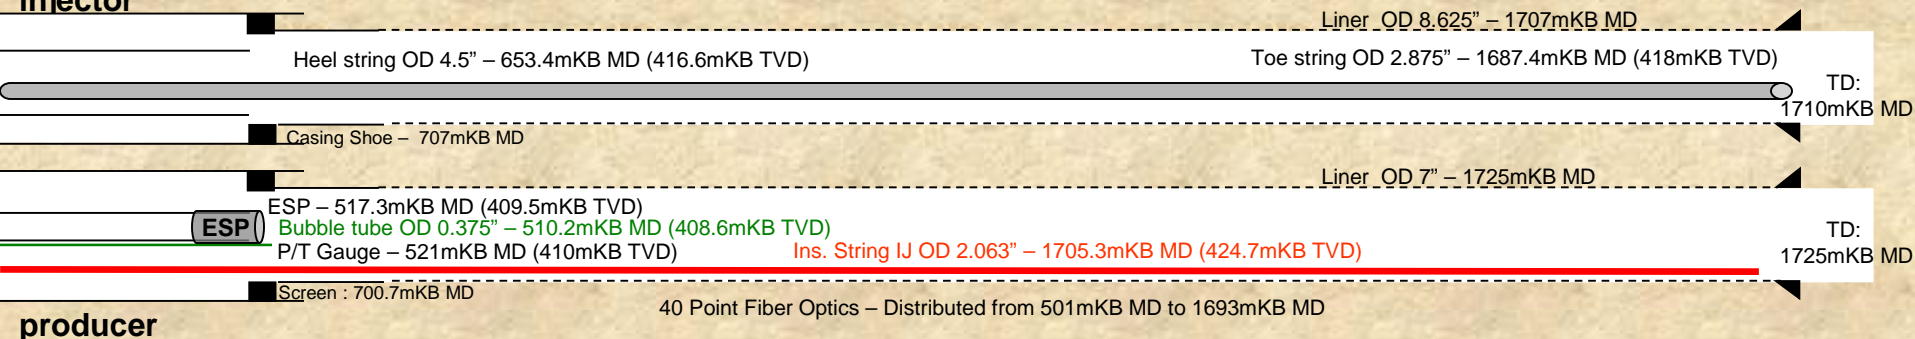 injector
Liner  OD 8.625” – 1707mKB MD
Heel string OD 4.5” – 653.4mKB MD (416.6mKB TVD)
Toe string OD 2.875” – 1687.4mKB MD (418mKB TVD)
TD:
1710mKB MD
Casing Shoe –  707mKB MD
Liner  OD 7” – 1725mKB MD
ESP
ESP – 517.3mKB MD (409.5mKB TVD)
Bubble tube OD 0.375” – 510.2mKB MD (408.6mKB TVD)
P/T Gauge – 521mKB MD (410mKB TVD)
Ins. String IJ OD 2.063” – 1705.3mKB MD (424.7mKB TVD)
TD:
1725mKB MD
Screen : 700.7mKB MD
40 Point Fiber Optics – Distributed from 501mKB MD to 1693mKB MD
producer